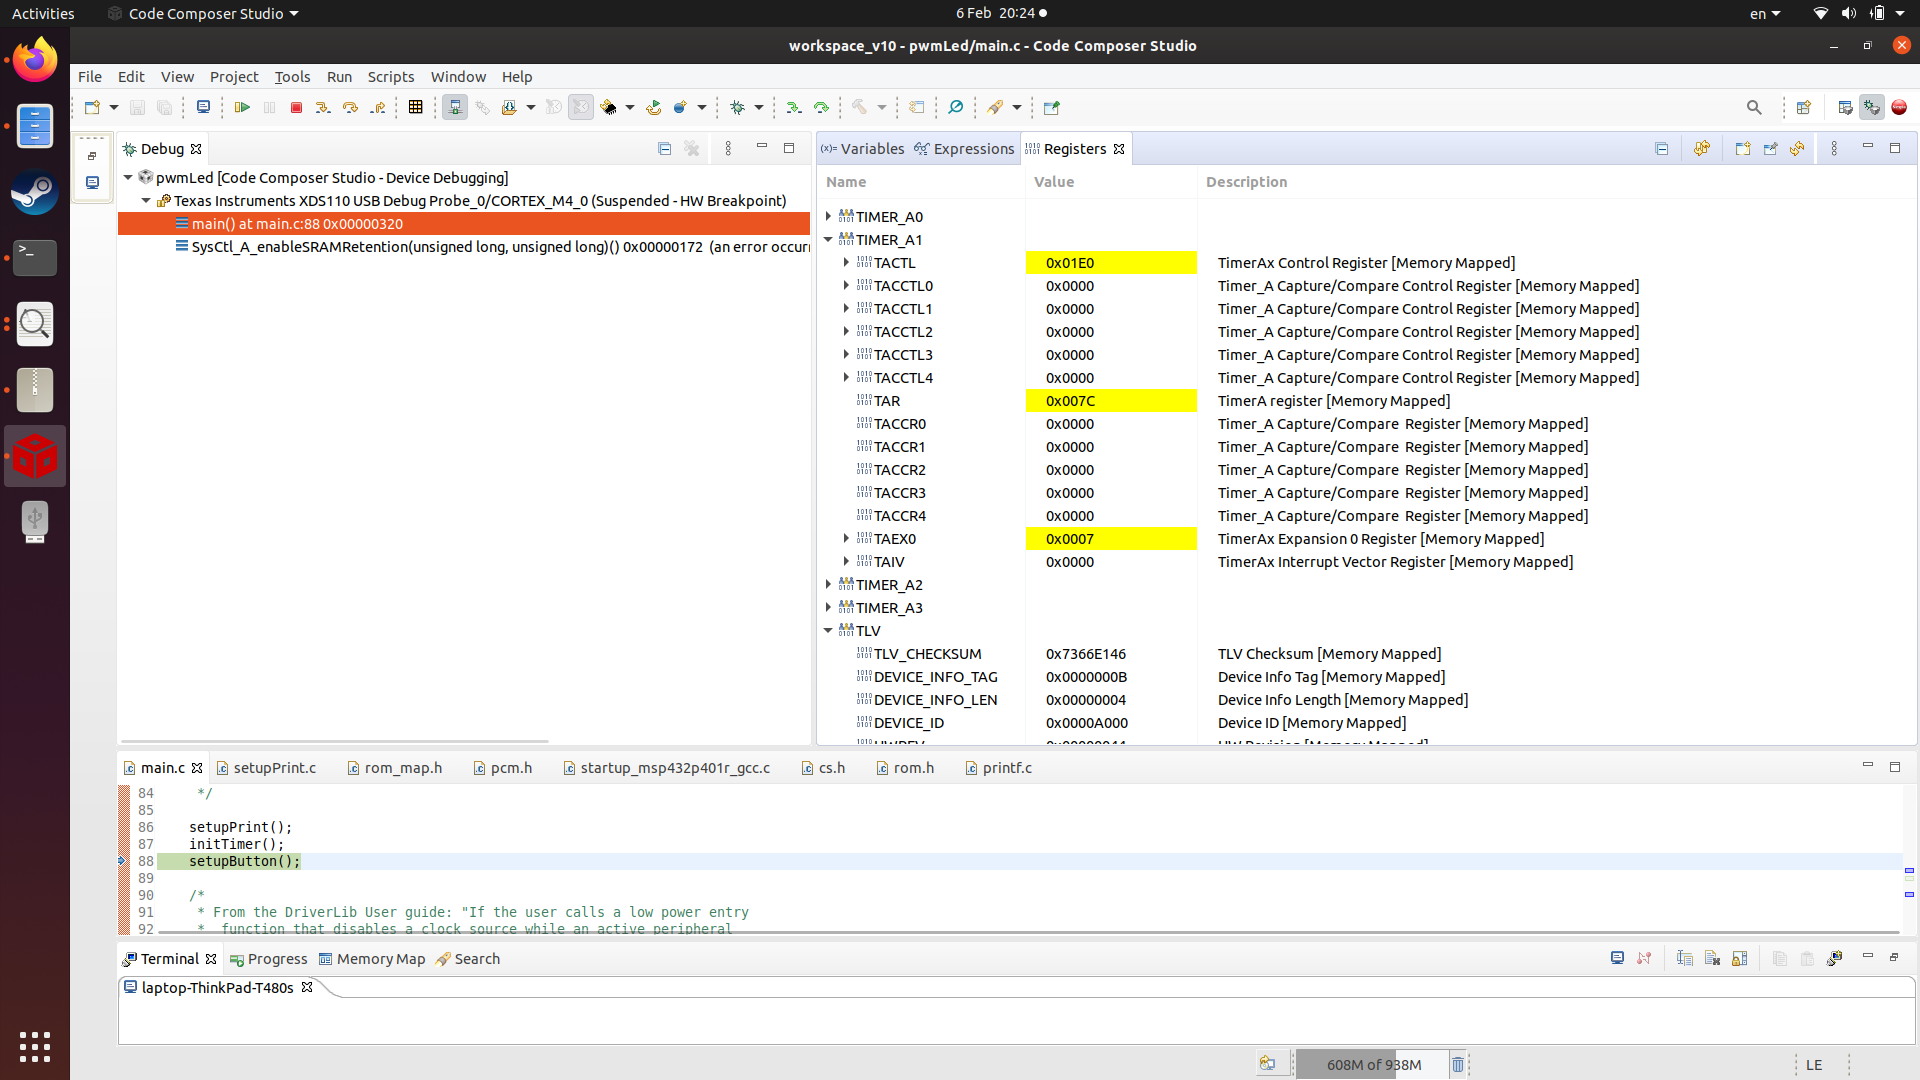 Activities
Code Composer Studio
6 Feb 20:24
en
workspace_v10 - pwmLed/main.c - Code Composer Studio
File Edit View Project Tools Run Scripts Window Help
Debug
pwmLed [Code Composer Studio - Device Debugging]
Texas Instruments XDS110 USB Debug Probe_0/CORTEX_M4_0 (Suspended - HW Breakpoint)
main() at main.c:88 0x00000320
SysCtl_A_enableSRAMRetention(unsigned long, unsigned long)() 0x00000172 (an error occurr
Variables Expressions Registers
Name Value Description
TIMER_A0
TIMER_A1
TACTL 0x01E0 TimerAx Control Register [Memory Mapped]
TACCTL0 0x0000 Timer_A Capture/Compare Control Register [Memory Mapped]
TACCTL1 0x0000 Timer_A Capture/Compare Control Register [Memory Mapped]
TACCTL2 0x0000 Timer_A Capture/Compare Control Register [Memory Mapped]
TACCTL3 0x0000 Timer_A Capture/Compare Control Register [Memory Mapped]
TACCTL4 0x0000 Timer_A Capture/Compare Control Register [Memory Mapped]
TAR 0x007C TimerA register [Memory Mapped]
TACCR0 0x0000 Timer_A Capture/Compare Register [Memory Mapped]
TACCR1 0x0000 Timer_A Capture/Compare Register [Memory Mapped]
TACCR2 0x0000 Timer_A Capture/Compare Register [Memory Mapped]
TACCR3 0x0000 Timer_A Capture/Compare Register [Memory Mapped]
TACCR4 0x0000 Timer_A Capture/Compare Register [Memory Mapped]
TAEX0 0x0007 TimerAx Expansion 0 Register [Memory Mapped]
TAIV 0x0000 TimerAx Interrupt Vector Register [Memory Mapped]
TIMER_A2
TIMER_A3
TLV
TLV_CHECKSUM 0x7366E146 TLV Checksum [Memory Mapped]
DEVICE_INFO_TAG 0x0000000B Device Info Tag [Memory Mapped]
DEVICE_INFO_LEN 0x00000004 Device Info Length [Memory Mapped]
DEVICE_ID 0x0000A000 Device ID [Memory Mapped]
main.c setupPrint.c rom_map.h pcm.h startup_msp432p401r_gcc.c cs.h rom.h printf.c
84 */
85
86 setupPrint();
87 initTimer();
88 setupButton();
89
90 /*
91 * From the DriverLib User guide: "If the user calls a low power entry
92 * function that disables a clock source while an active peripheral
Terminal Progress Memory Map Search
laptop-ThinkPad-T480s
608M of 938M
LE